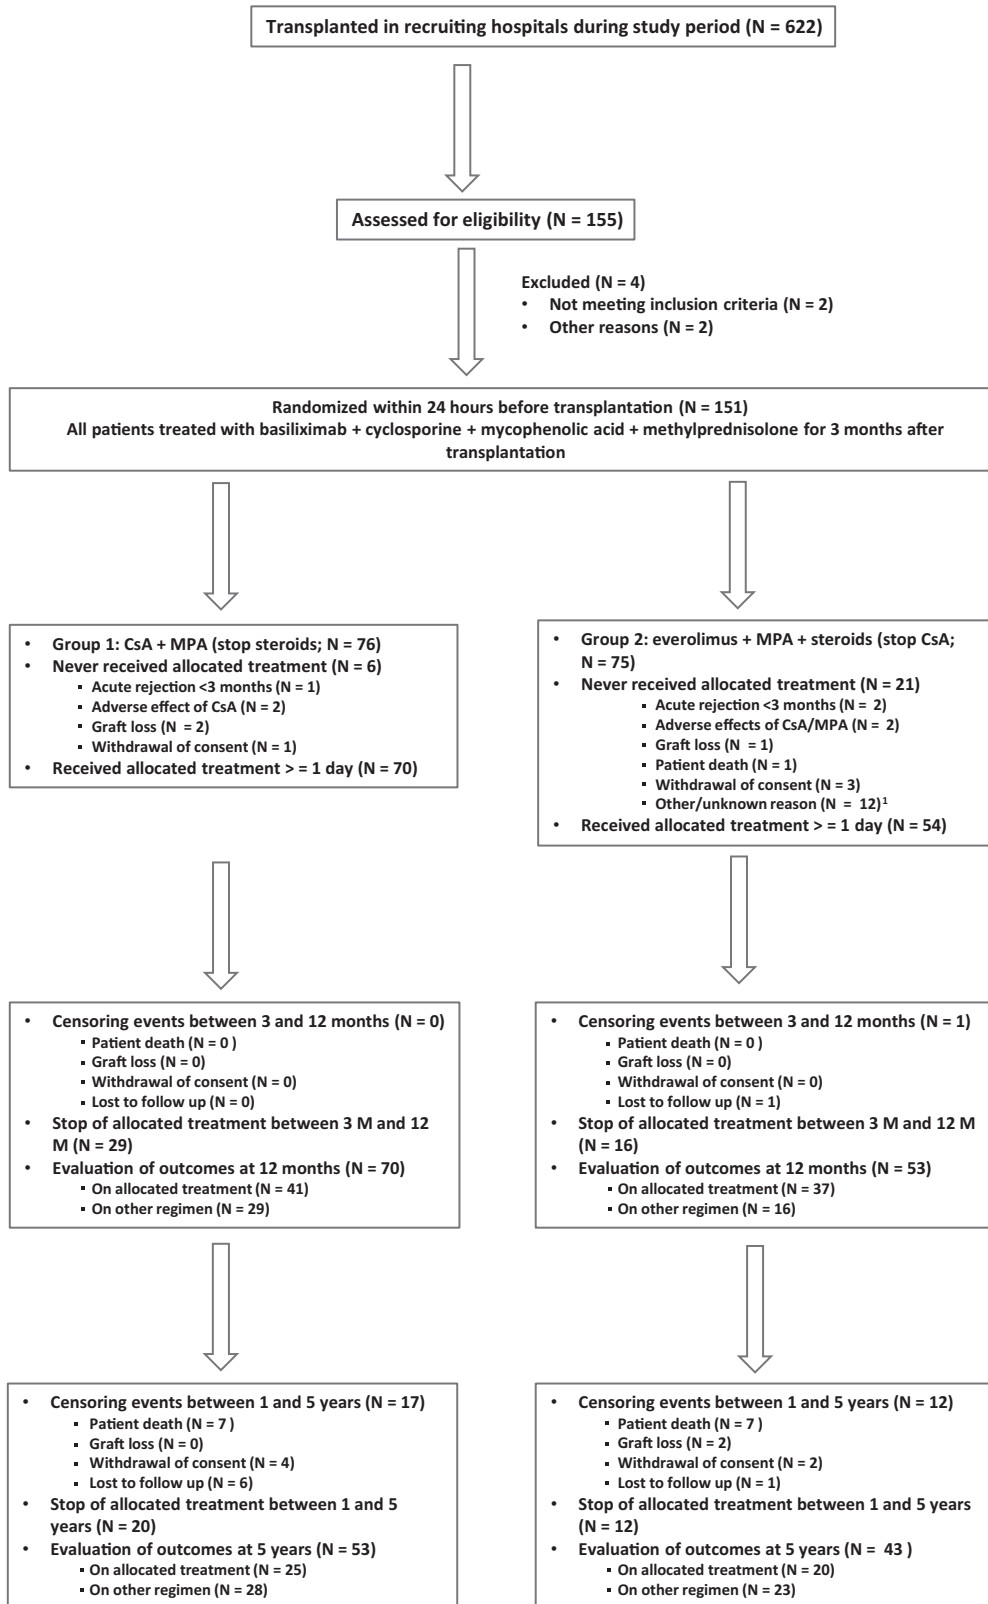 Transplanted in recruiting hospitals during study period (N = 622)
Assessed for eligibility (N = 155)
Excluded (N = 4)
• Not meeting inclusion criteria (N = 2)
• Other reasons (N = 2)
Randomized within 24 hours before transplantation (N = 151)
All patients treated with basiliximab + cyclosporine + mycophenolic acid + methylprednisolone for 3 months after
transplantation
• Group 1: CsA + MPA (stop steroids; N = 76)
• Never received allocated treatment (N = 6)
▪ Acute rejection <3 months (N = 1)
▪ Adverse effect of CsA (N = 2)
▪ Graft loss (N = 2)
▪ Withdrawal of consent (N = 1)
• Received allocated treatment > = 1 day (N = 70)
• Group 2: everolimus + MPA + steroids (stop CsA;
N = 75)
• Never received allocated treatment (N = 21)
▪ Acute rejection <3 months (N = 2)
▪ Adverse effects of CsA/MPA (N = 2)
▪ Graft loss (N = 1)
▪ Patient death (N = 1)
▪ Withdrawal of consent (N = 3)
▪ Other/unknown reason (N = 12)¹
• Received allocated treatment > = 1 day (N = 54)
• Censoring events between 3 and 12 months (N = 0)
▪ Patient death (N = 0 )
▪ Graft loss (N = 0)
▪ Withdrawal of consent (N = 0)
▪ Lost to follow up (N = 0)
• Stop of allocated treatment between 3 M and 12
M (N = 29)
• Evaluation of outcomes at 12 months (N = 70)
▪ On allocated treatment (N = 41)
▪ On other regimen (N = 29)
• Censoring events between 3 and 12 months (N = 1)
▪ Patient death (N = 0 )
▪ Graft loss (N = 0)
▪ Withdrawal of consent (N = 0)
▪ Lost to follow up (N = 1)
• Stop of allocated treatment between 3 M and 12 M
(N = 16)
• Evaluation of outcomes at 12 months (N = 53)
▪ On allocated treatment (N = 37)
▪ On other regimen (N = 16)
• Censoring events between 1 and 5 years (N = 17)
▪ Patient death (N = 7 )
▪ Graft loss (N = 0)
▪ Withdrawal of consent (N = 4)
▪ Lost to follow up (N = 6)
• Stop of allocated treatment between 1 and 5
years (N = 20)
• Evaluation of outcomes at 5 years (N = 53)
▪ On allocated treatment (N = 25)
▪ On other regimen (N = 28)
• Censoring events between 1 and 5 years (N = 12)
▪ Patient death (N = 7 )
▪ Graft loss (N = 2)
▪ Withdrawal of consent (N = 2)
▪ Lost to follow up (N = 1)
• Stop of allocated treatment between 1 and 5 years
(N = 12)
• Evaluation of outcomes at 5 years (N = 43 )
▪ On allocated treatment (N = 20)
▪ On other regimen (N = 23)